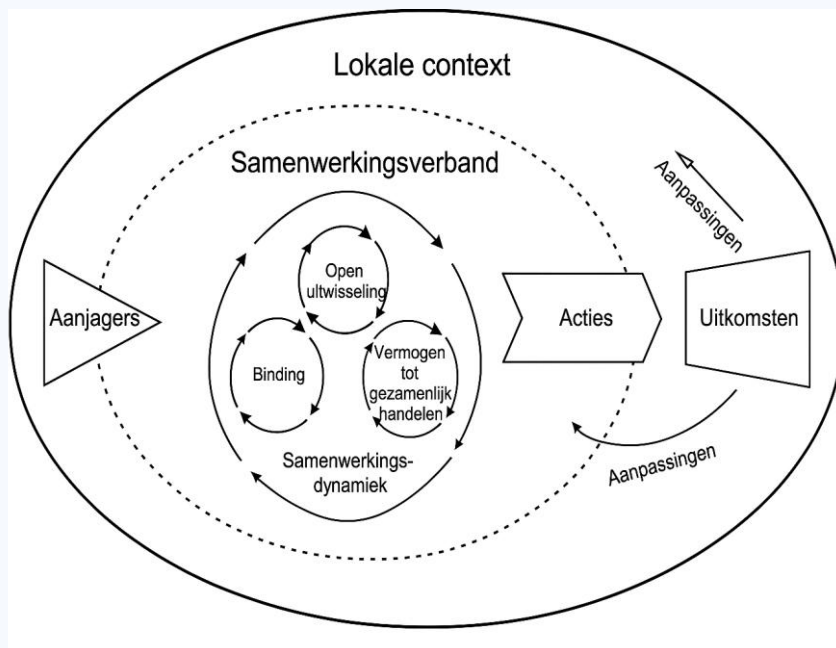 Lokale context
Samenwerkingsverband
Aanpassingen
Open
uitwisseling
Aanjagers
Acties
Uitkomsten
Binding
Vermogen
tot
gezamenlijk
handelen
Samenwerkings-
dynamiek
Aanpassingen